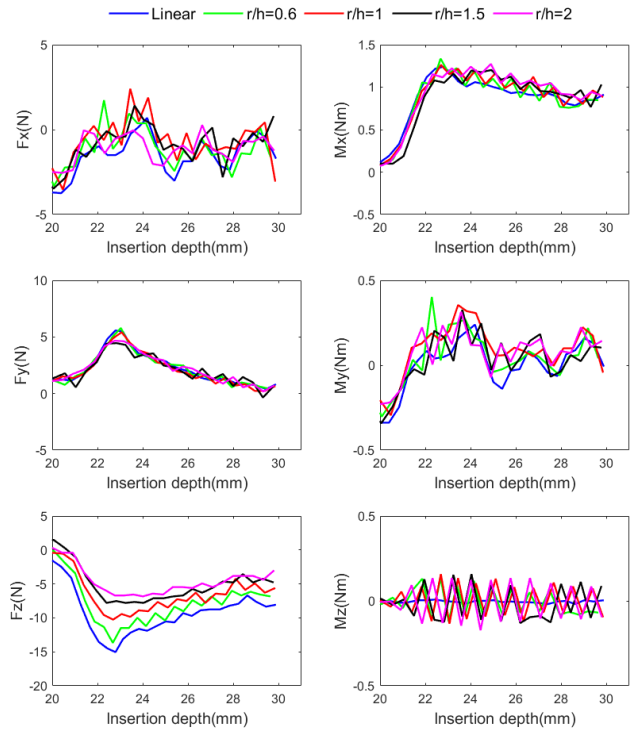 Linear r/h=0.6 r/h=1 r/h=1.5 r/h=2
5
0
-5
Fx(N)
20 22 24 26 28 30
Insertion depth(mm)
1.5
1
0.5
0
-0.5
Mx(Nm)
20 22 24 26 28 30
Insertion depth(mm)
10
5
0
-5
Fy(N)
20 22 24 26 28 30
Insertion depth(mm)
0.5
0
-0.5
My(Nm)
20 22 24 26 28 30
Insertion depth(mm)
5
0
-5
-10
-15
-20
Fz(N)
20 22 24 26 28 30
Insertion depth(mm)
0.5
0
-0.5
Mz(Nm)
20 22 24 26 28 30
Insertion depth(mm)